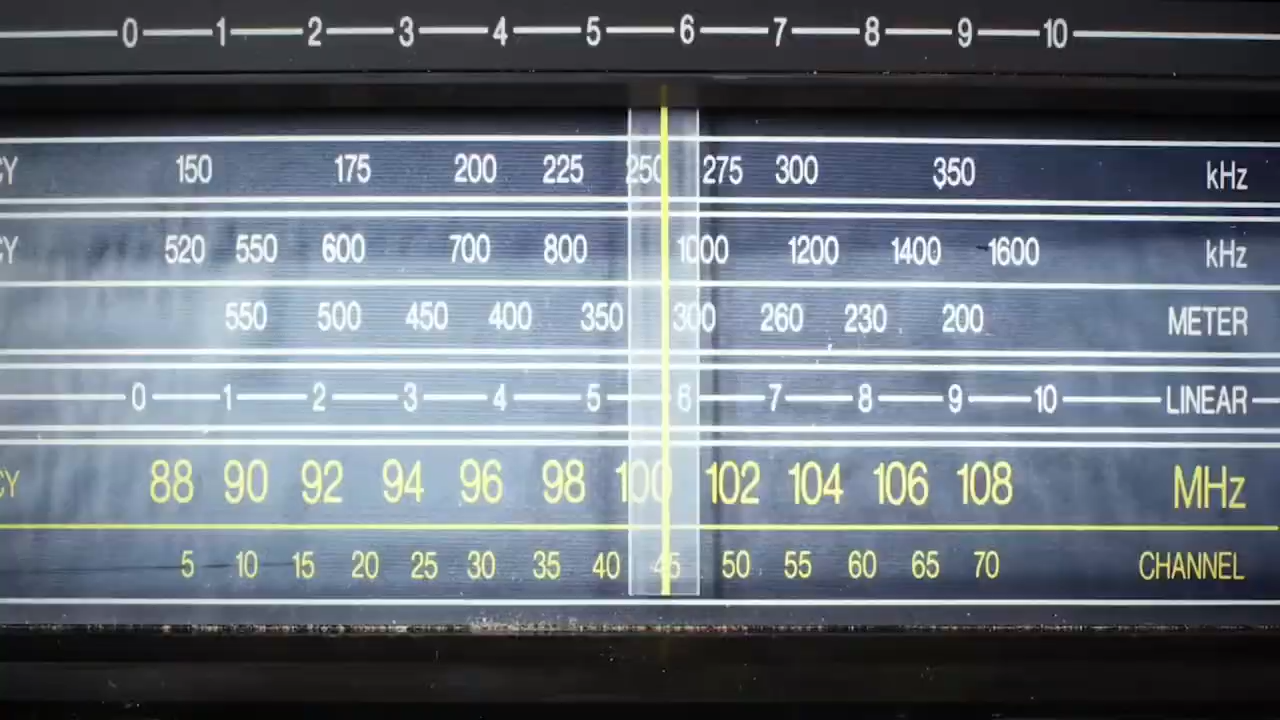 0 1 2 3 4 5 6 7 8 9 10
CY 150 175 200 225 250 275 300 350 kHz
CY 520 550 600 700 800 1000 1200 1400 1600 kHz
550 500 450 400 350 300 260 230 200 METER
0 1 2 3 4 5 6 7 8 9 10 LINEAR
CY 88 90 92 94 96 98 100 102 104 106 108 MHz
5 10 15 20 25 30 35 40 45 50 55 60 65 70 CHANNEL